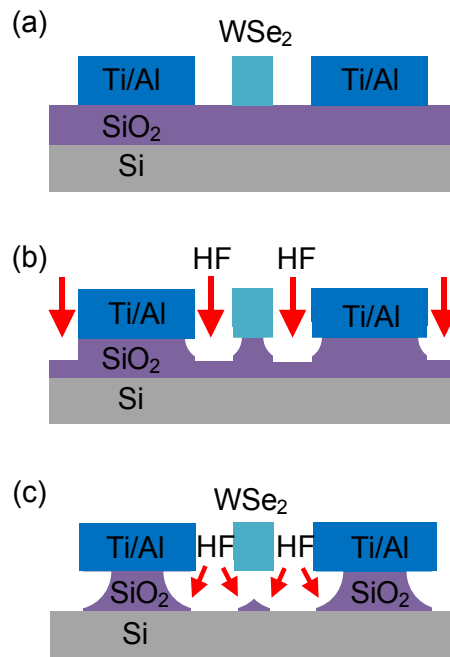 (a)
WSe₂
Ti/Al Ti/Al
SiO₂
Si
(b)
HF HF
Ti/Al Ti/Al
SiO₂
Si
(c)
WSe₂
Ti/Al HF HF Ti/Al
SiO₂ SiO₂
Si